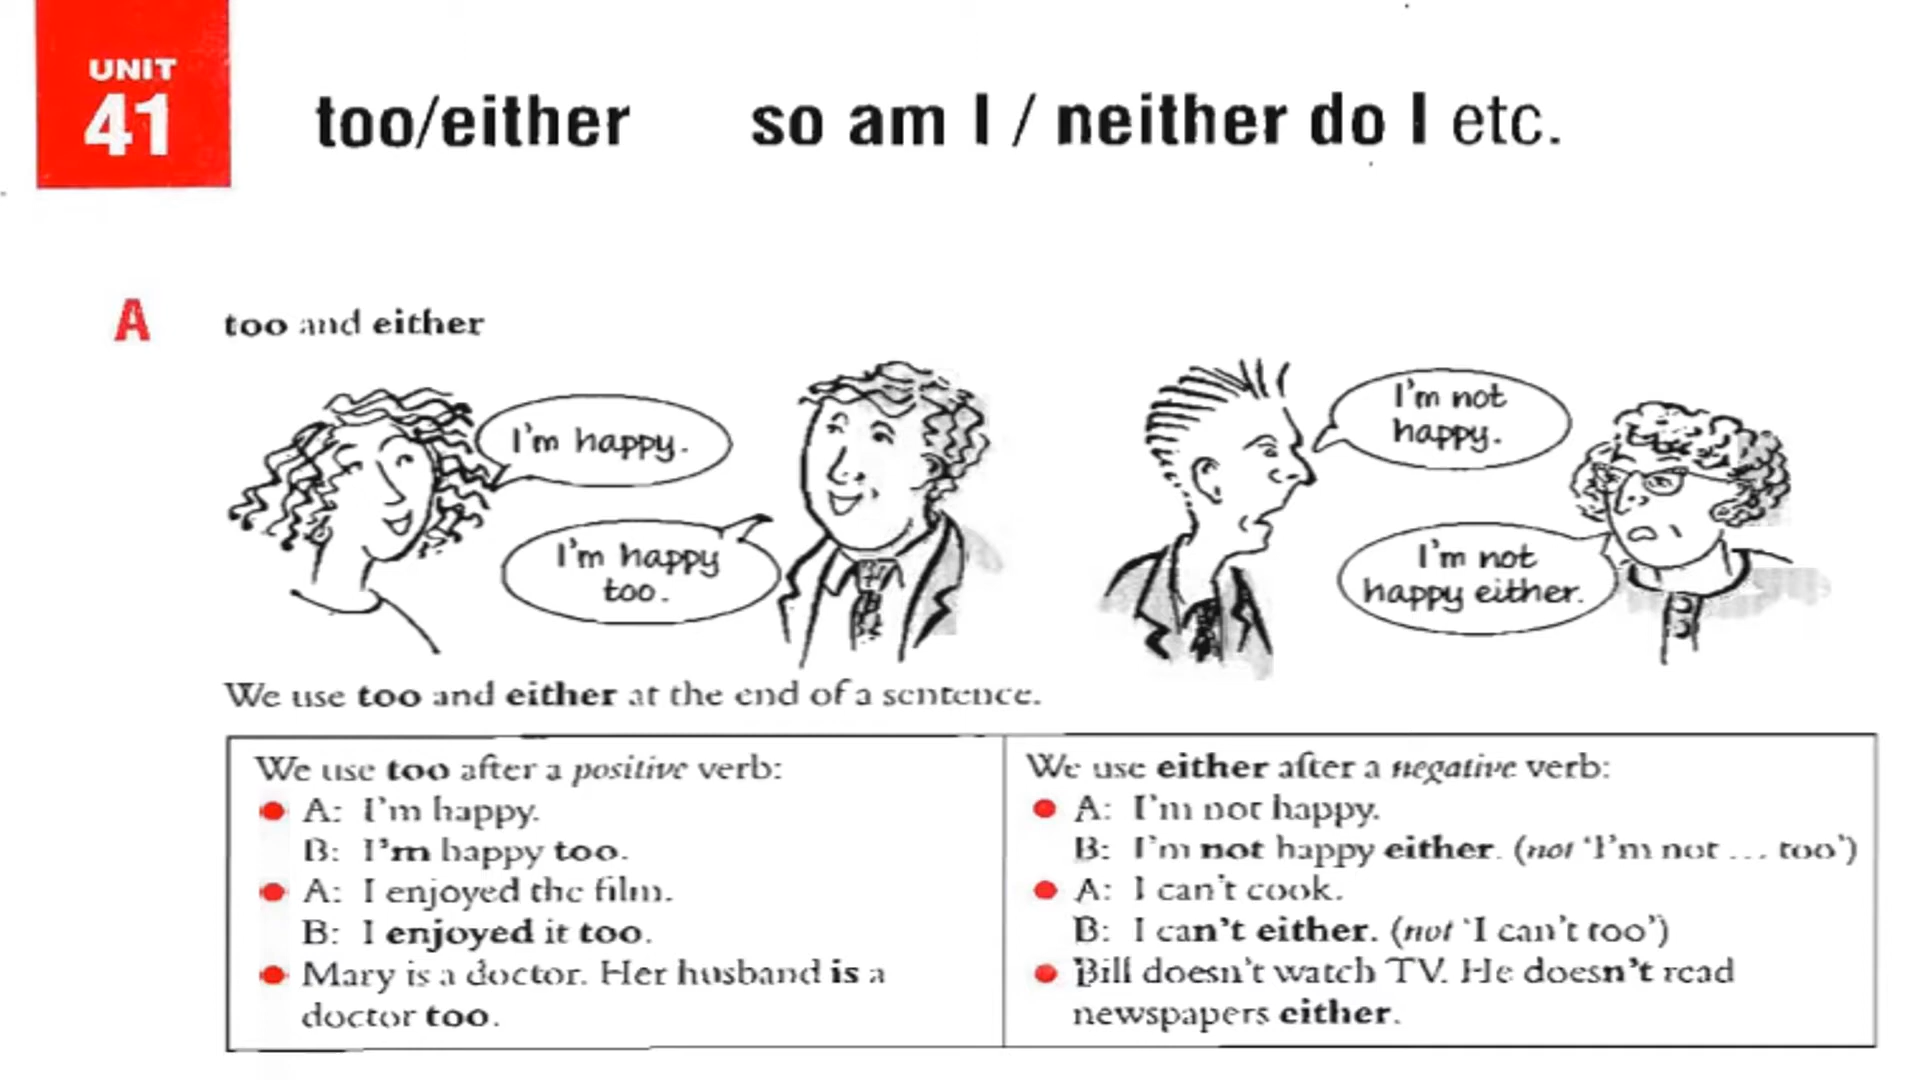 UNIT
41
too/either so am I / neither do I etc.
A too and either
I'm happy.
I'm happy
too.
I'm not
happy.
I'm not
happy either.
We use too and either at the end of a sentence.
We use too after a positive verb:
A: I'm happy.
B: I'm happy too.
A: I enjoyed the film.
B: I enjoyed it too.
Mary is a doctor. Her husband is a
doctor too.
We use either after a negative verb:
A: I'm not happy.
B: I'm not happy either. (not 'I'm not ... too')
A: I can't cook.
B: I can't either. (not 'I can't too')
Bill doesn't watch TV. He doesn't read
newspapers either.